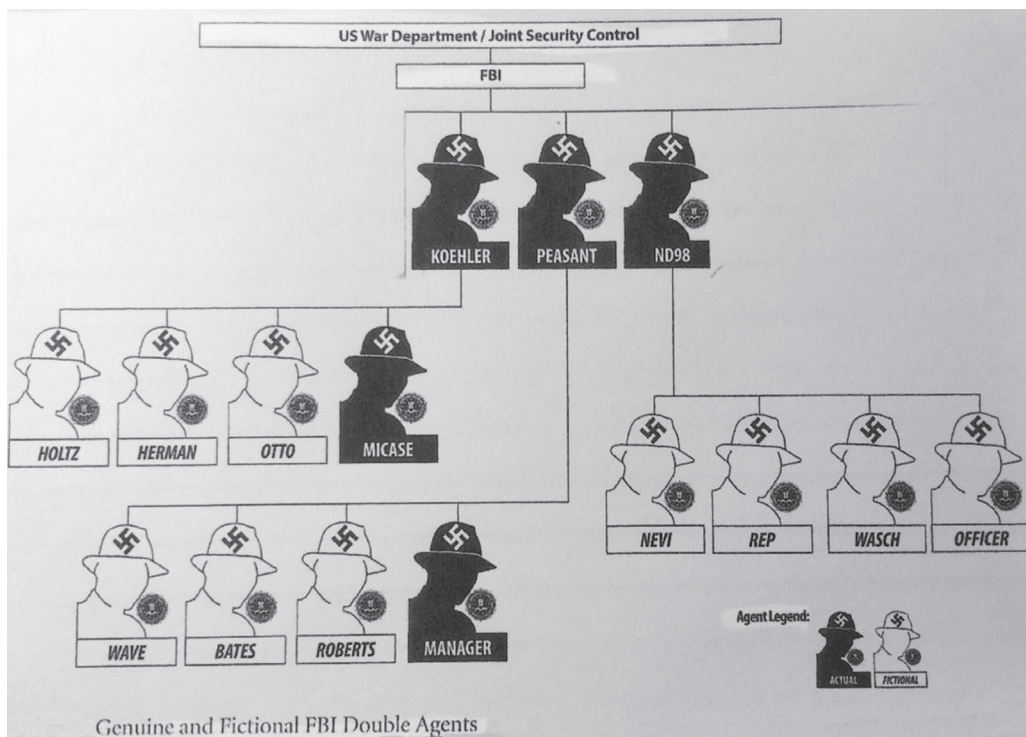 US War Department / Joint Security Control
FBI
KOEHLER PEASANT ND98
HOLTZ HERMAN OTTO MICASE
NEVI REP WASCH OFFICER
WAVE BATES ROBERTS MANAGER
Agent Legend:
ACTUAL FICTIONAL
Genuine and Fictional FBI Double Agents